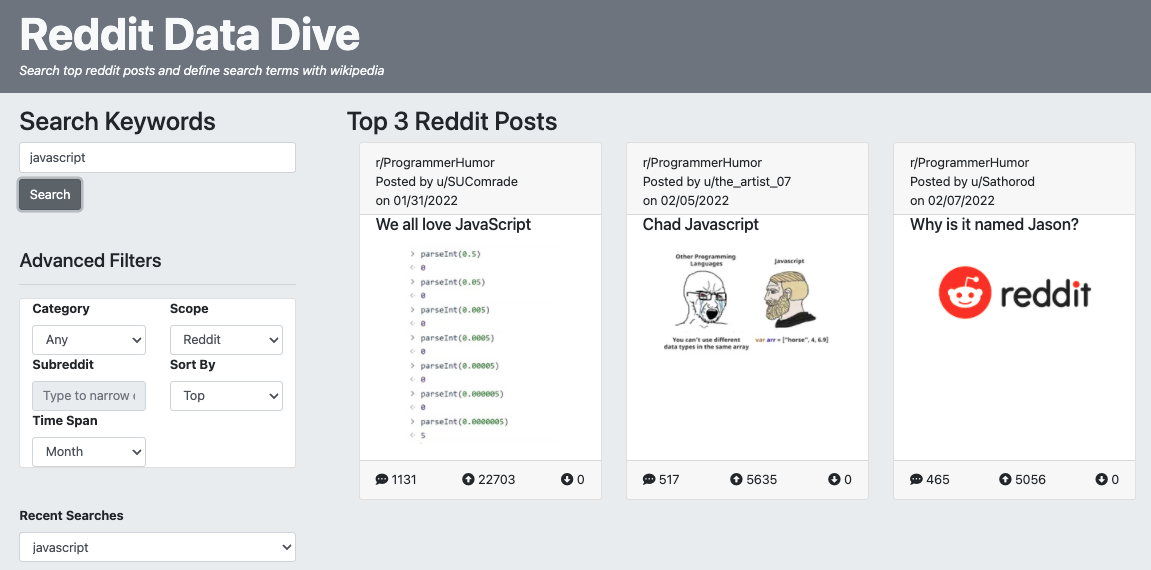 Reddit Data Dive
Search top reddit posts and define search terms with wikipedia
Search Keywords
javascript
Search
Advanced Filters
Category
Scope
Any
Reddit
Subreddit
Sort By
Type to narrow
Top
Time Span
Month
Recent Searches
javascript
Top 3 Reddit Posts
r/ProgrammerHumor
Posted by u/SUComrade
on 01/31/2022
We all love JavaScript
> parseInt(0.5)
< 0
> parseInt(0.05)
< 0
> parseInt(0.005)
< 0
> parseInt(0.0005)
< 0
> parseInt(0.00005)
< 0
> parseInt(0.000005)
< 0
> parseInt(0.0000005)
< 5
1131 22703 0
r/ProgrammerHumor
Posted by u/the_artist_07
on 02/05/2022
Chad Javascript
Other Programming
Languages
Javascript
You can't use different
data types in the same array
var arr = ["horse", 4, 6.9]
517 5635 0
r/ProgrammerHumor
Posted by u/Sathorod
on 02/07/2022
Why is it named Jason?
reddit
465 5056 0